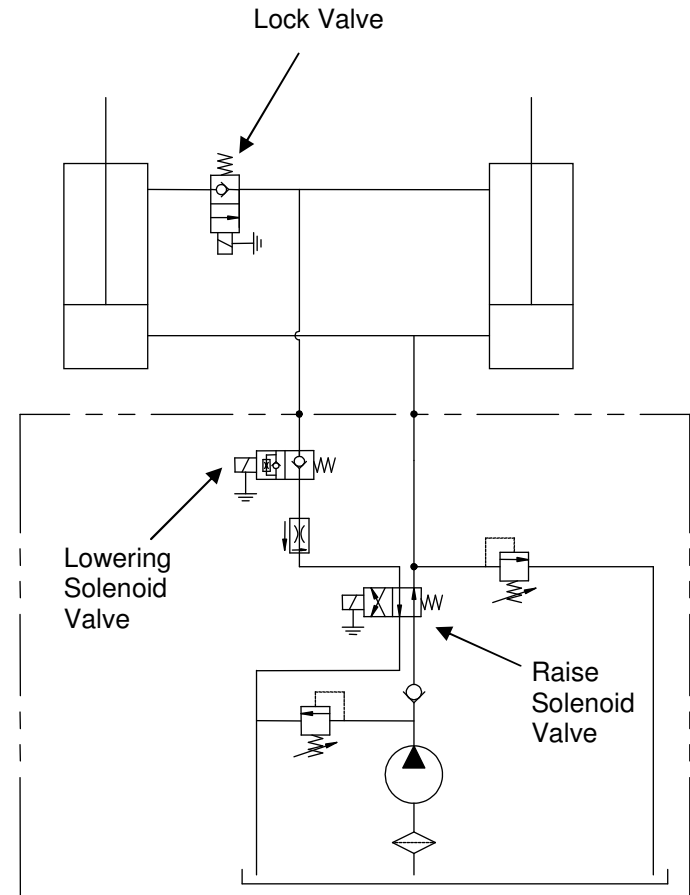 Lock Valve
Lowering
Solenoid
Valve
Raise
Solenoid
Valve